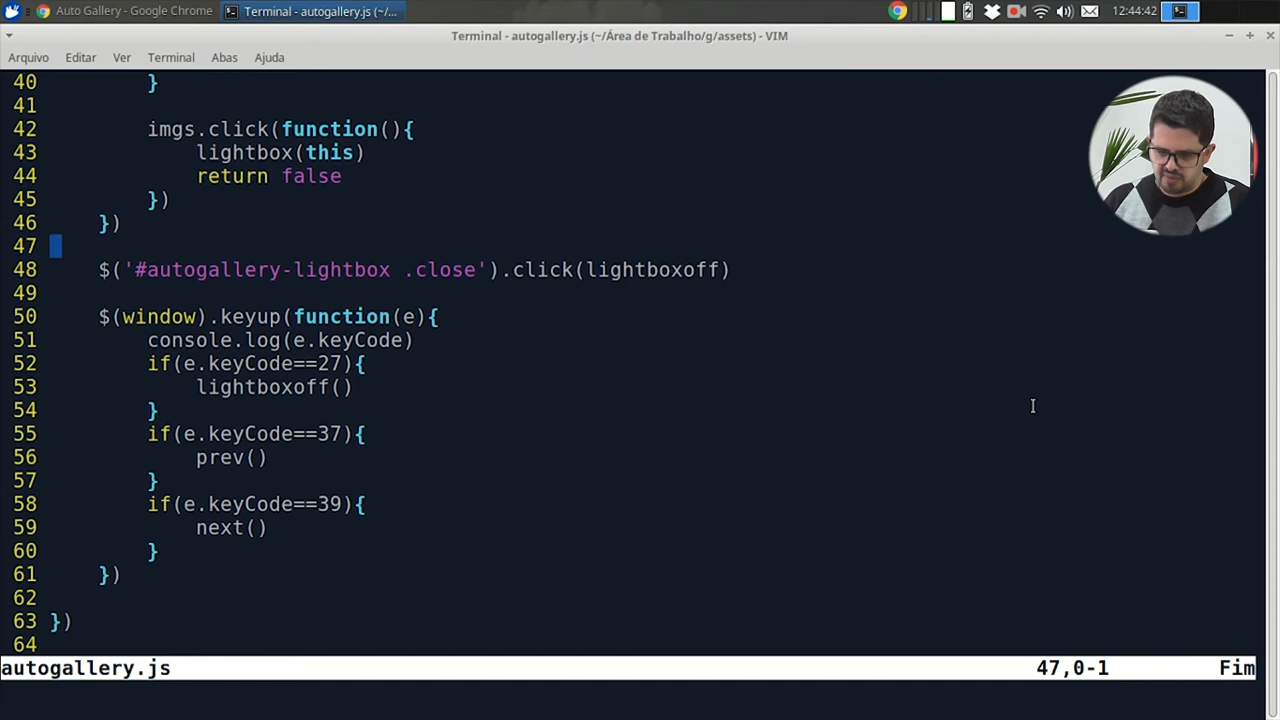 Auto Gallery - Google Chrome
Terminal - autogallery.js (~/...
12:44:42
Terminal - autogallery.js (~/Área de Trabalho/g/assets) - VIM
Arquivo Editar Ver Terminal Abas Ajuda
40 }
41
42 imgs.click(function(){
43 lightbox(this)
44 return false
45 })
46 })
47
48 $('#autogallery-lightbox .close').click(lightboxoff)
49
50 $(window).keyup(function(e){
51 console.log(e.keyCode)
52 if(e.keyCode==27){
53 lightboxoff()
54 }
55 if(e.keyCode==37){
56 prev()
57 }
58 if(e.keyCode==39){
59 next()
60 }
61 })
62
63 })
64
autogallery.js 47,0-1 Fim